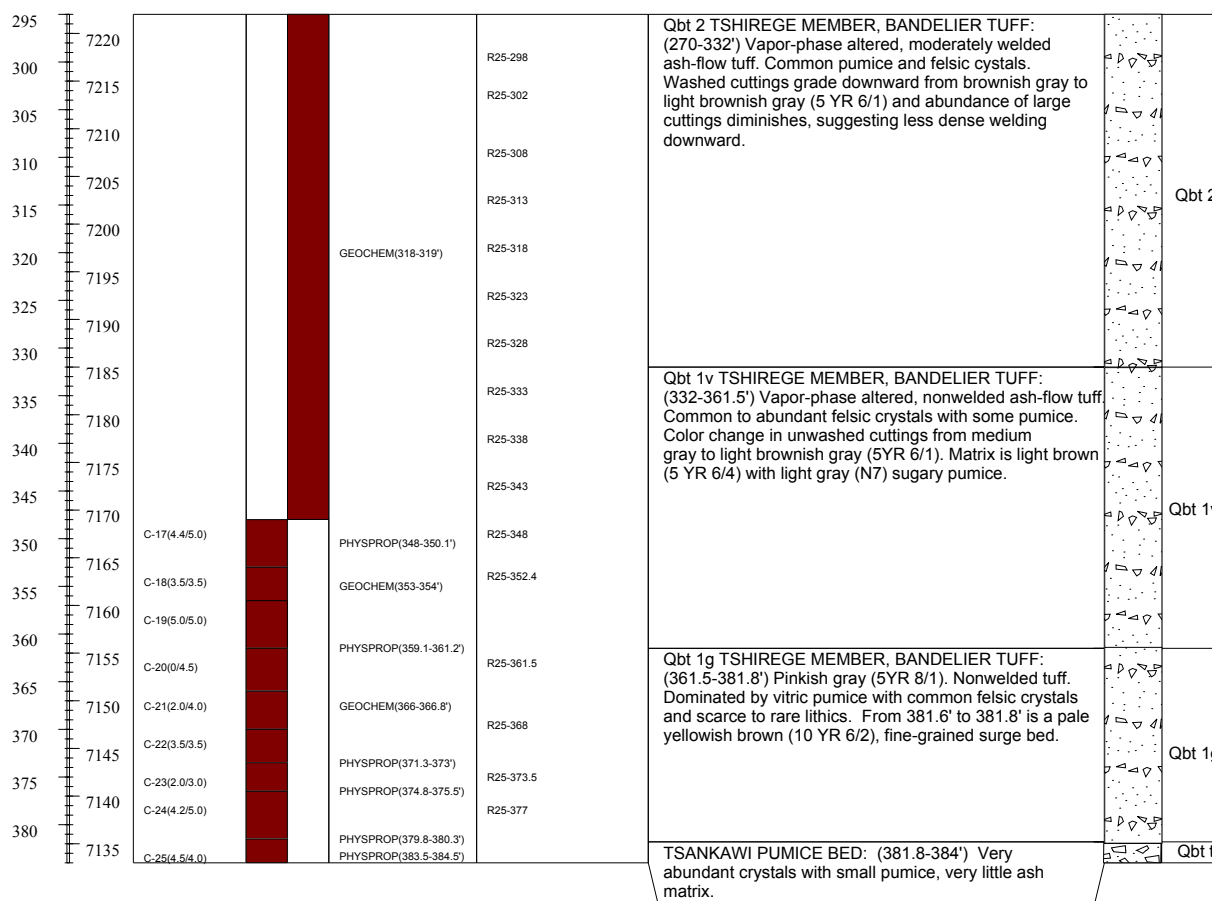 295
300
305
310
315
320
325
330
335
340
345
350
355
360
365
370
375
380
7220
7215
7210
7205
7200
7195
7190
7185
7180
7175
7170
7165
7160
7155
7150
7145
7140
7135
C-17(4.4/5.0)
C-18(3.5/3.5)
C-19(5.0/5.0)
C-20(0/4.5)
C-21(2.0/4.0)
C-22(3.5/3.5)
C-23(2.0/3.0)
C-24(4.2/5.0)
C-25(4.5/4.0)
GEOCHEM(318-319')
PHYSPROP(348-350.1')
GEOCHEM(353-354')
PHYSPROP(359.1-361.2')
GEOCHEM(366-366.8')
PHYSPROP(371.3-373')
PHYSPROP(374.8-375.5')
PHYSPROP(379.8-380.3')
PHYSPROP(383.5-384.5')
R25-298
R25-302
R25-308
R25-313
R25-318
R25-323
R25-328
R25-333
R25-338
R25-343
R25-348
R25-352.4
R25-361.5
R25-368
R25-373.5
R25-377
Qbt 2 TSHIREGE MEMBER, BANDELIER TUFF:
(270-332') Vapor-phase altered, moderately welded
ash-flow tuff. Common pumice and felsic cystals.
Washed cuttings grade downward from brownish gray to
light brownish gray (5 YR 6/1) and abundance of large
cuttings diminishes, suggesting less dense welding
downward.
Qbt 1v TSHIREGE MEMBER, BANDELIER TUFF:
(332-361.5') Vapor-phase altered, nonwelded ash-flow tuff.
Common to abundant felsic crystals with some pumice.
Color change in unwashed cuttings from medium
gray to light brownish gray (5YR 6/1). Matrix is light brown
(5 YR 6/4) with light gray (N7) sugary pumice.
Qbt 1g TSHIREGE MEMBER, BANDELIER TUFF:
(361.5-381.8') Pinkish gray (5YR 8/1). Nonwelded tuff.
Dominated by vitric pumice with common felsic crystals
and scarce to rare lithics. From 381.6' to 381.8' is a pale
yellowish brown (10 YR 6/2), fine-grained surge bed.
TSANKAWI PUMICE BED: (381.8-384') Very
abundant crystals with small pumice, very little ash
matrix.
Qbt 2
Qbt 1v
Qbt 1g
Qbt t